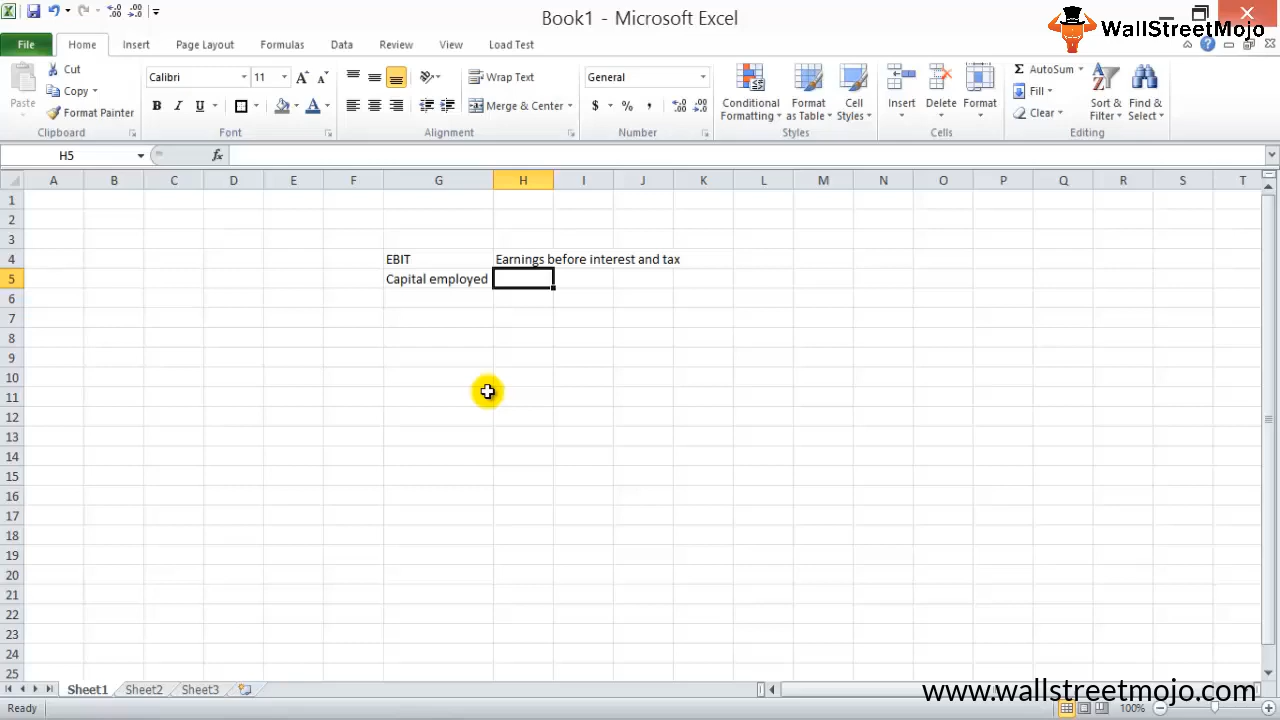 Book1 - Microsoft Excel
WallStreetMojo
File Home Insert Page Layout Formulas Data Review View Load Test
Cut
Copy
Format Painter
Paste
Clipboard
Calibri 11
B I U A
Font
Wrap Text
Merge & Center
Alignment
General
$ % ,
Number
Conditional Formatting
Format as Table
Cell Styles
Styles
Insert Delete Format
Cells
Σ AutoSum
Fill
Clear
Sort & Filter
Find & Select
Editing
H5 fx
A B C D E F G H I J K L M N O P Q R S T
1
2
3
4 EBIT Earnings before interest and tax
5 Capital employed
6
7
8
9
10
11
12
13
14
15
16
17
18
19
20
21
22
23
24
25
Sheet1 Sheet2 Sheet3
www.wallstreetmojo.com
Ready 100%